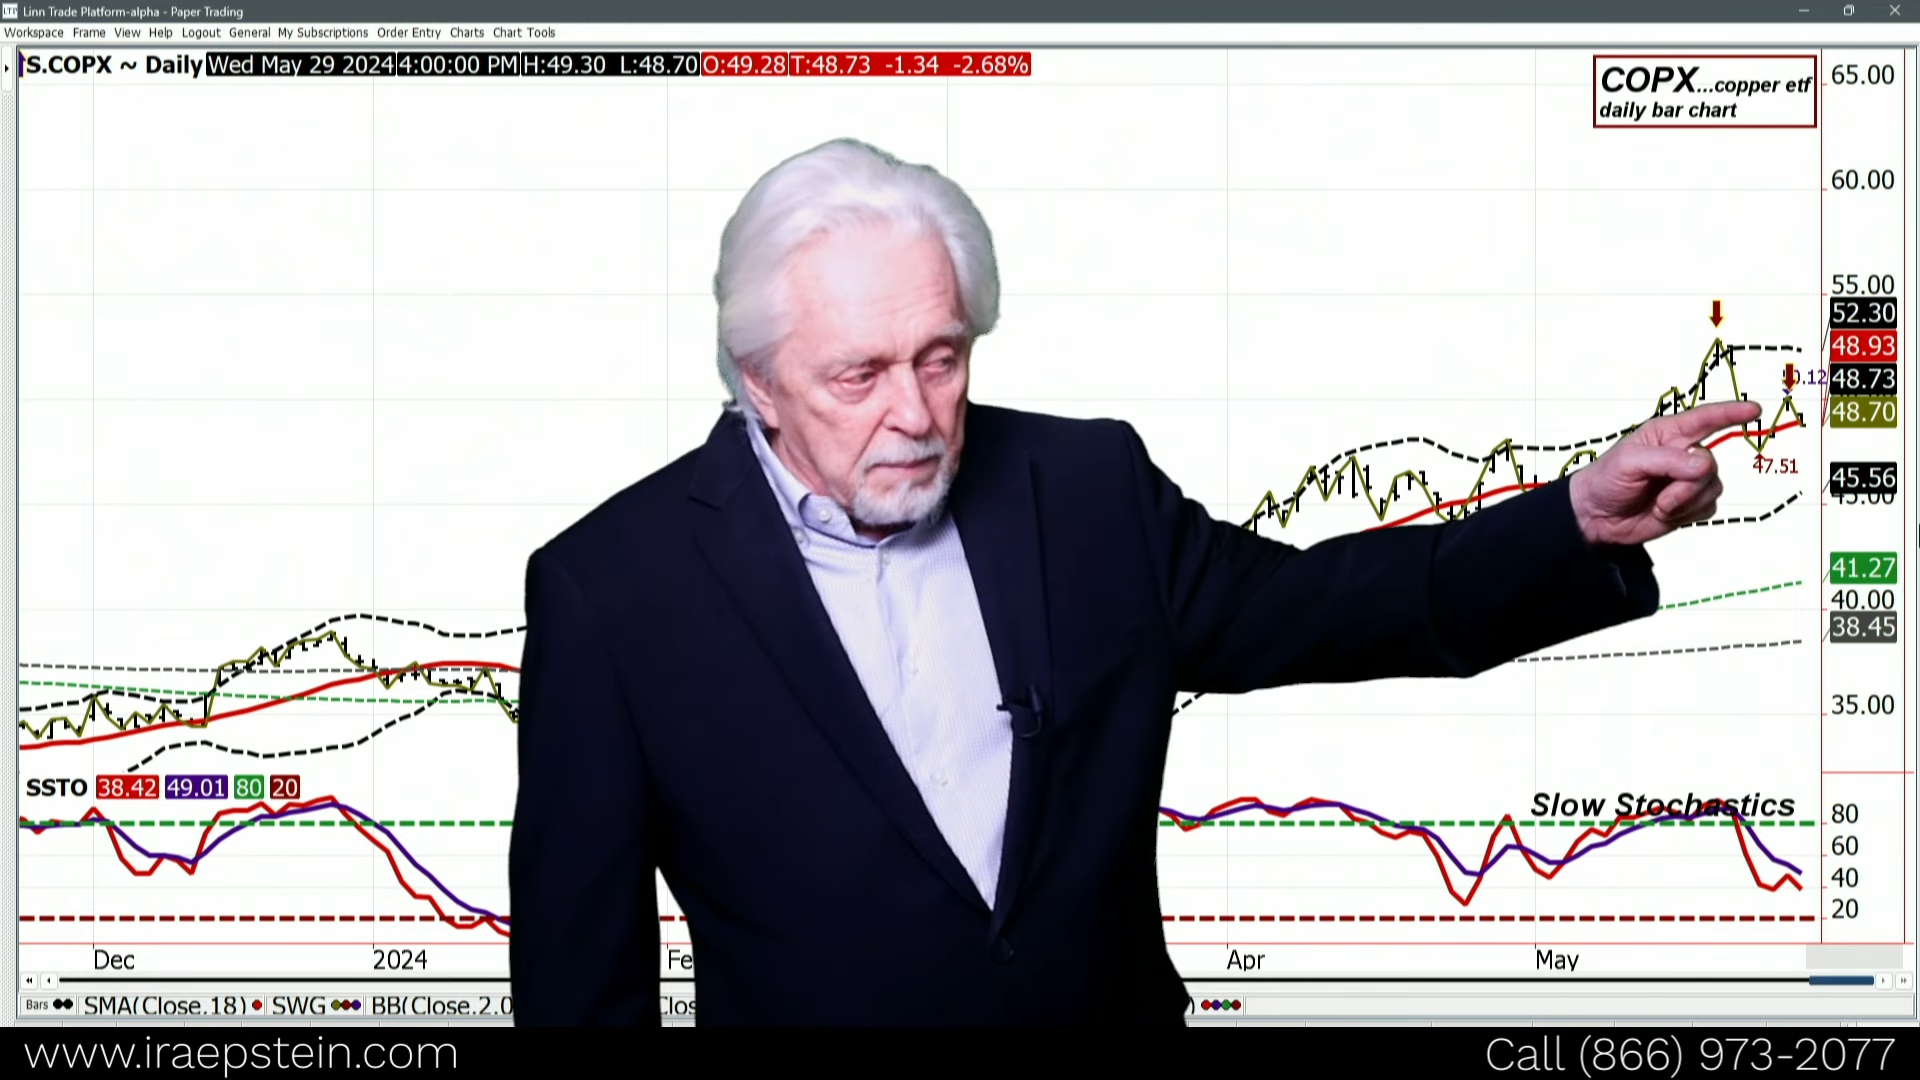 LTP Linn Trade Platform-alpha - Paper Trading
Workspace Frame View Help Logout General My Subscriptions Order Entry Charts Chart Tools
S.COPX ~ Daily Wed May 29 2024 4:00:00 PM H:49.30 L:48.70 O:49.28 T:48.73 -1.34 -2.68%
COPX...copper etf
daily bar chart
65.00
60.00
55.00
52.30
48.93
48.73
48.70
47.51
45.56
45.00
41.27
40.00
38.45
35.00
SSTO 38.42 49.01 80 20
Slow Stochastics
80
60
40
20
Dec 2024 Fe Apr May
Bars SMA(Close,18) SWG BB(Close,2.0
www.iraepstein.com Call (866) 973-2077